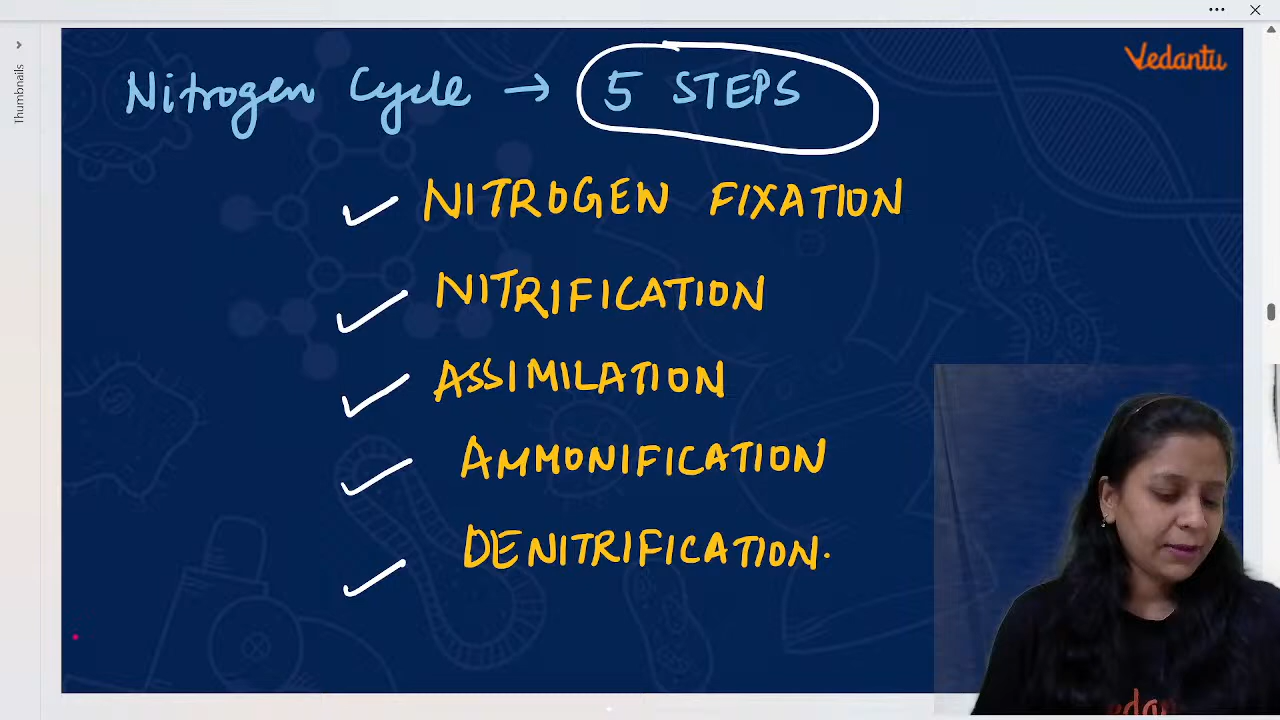 Vedantu
Nitrogen Cycle → 5 STEPS
NITROGEN FIXATION
NITRIFICATION
ASSIMILATION
AMMONIFICATION
DENITRIFICATION.
Thumbnails